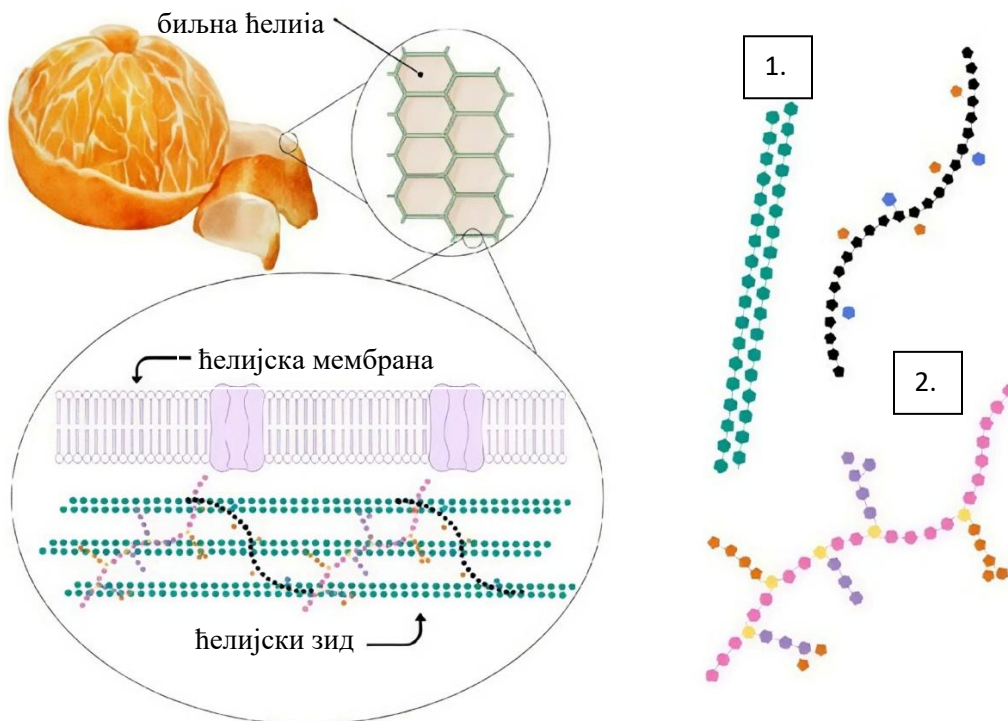 биљна ћелија
1.
2.
ћелијска мембрана
ћелијски зид